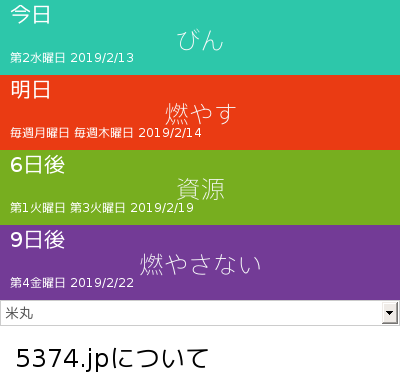 今日
びん
第2水曜日 2019/2/13
明日
燃やす
毎週月曜日 毎週木曜日 2019/2/14
6日後
資源
第1火曜日 第3火曜日 2019/2/19
9日後
燃やさない
第4金曜日 2019/2/22
米丸
5374.jpについて